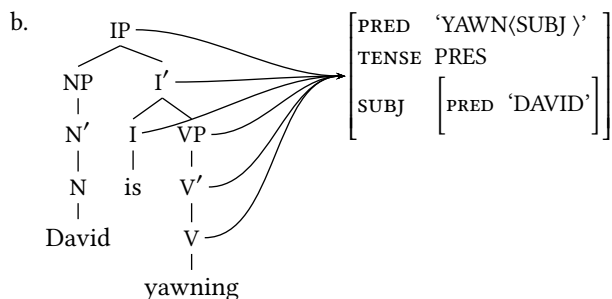 b.
IP
NP I′
N′ I VP
N is V′
David V
yawning
PRED ‘YAWN⟨SUBJ ⟩’
TENSE PRES
SUBJ [PRED ‘DAVID’]